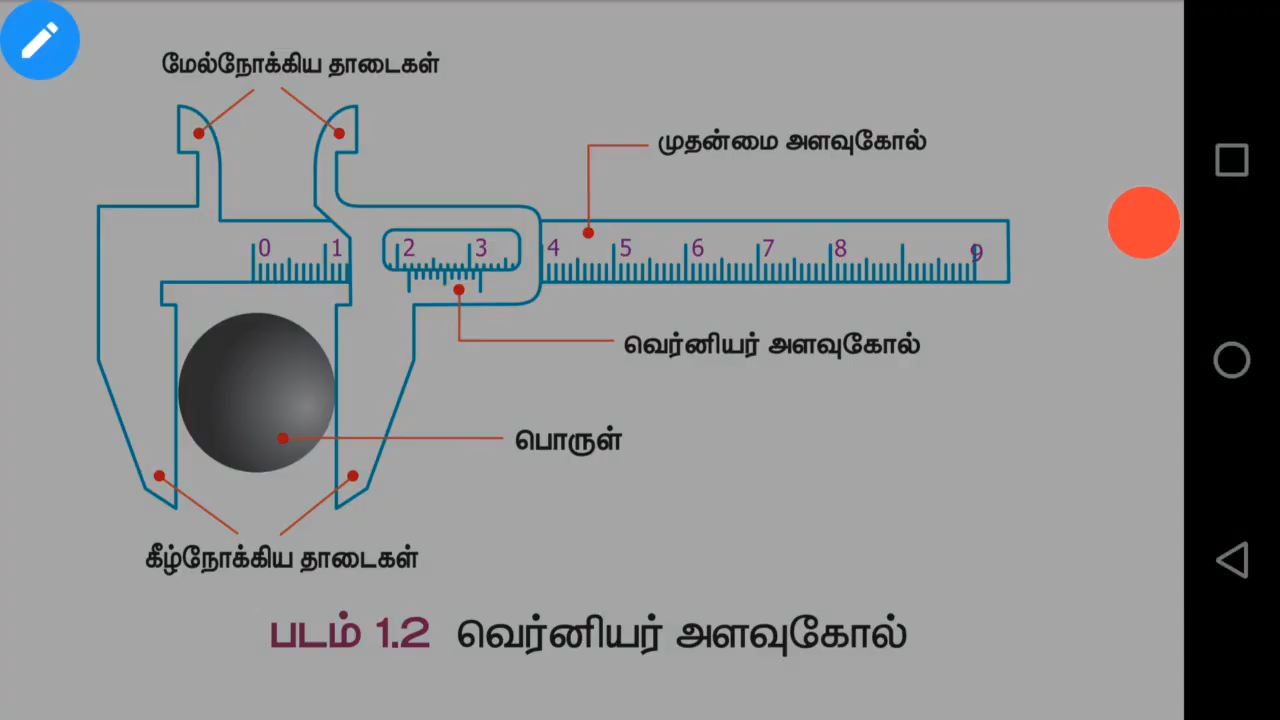 மேல்நோக்கிய தாடைகள்
முதன்மை அளவுகோல்
0 1 2 3 4 5 6 7 8 9
வெர்னியர் அளவுகோல்
பொருள்
கீழ்நோக்கிய தாடைகள்
படம் 1.2 வெர்னியர் அளவுகோல்